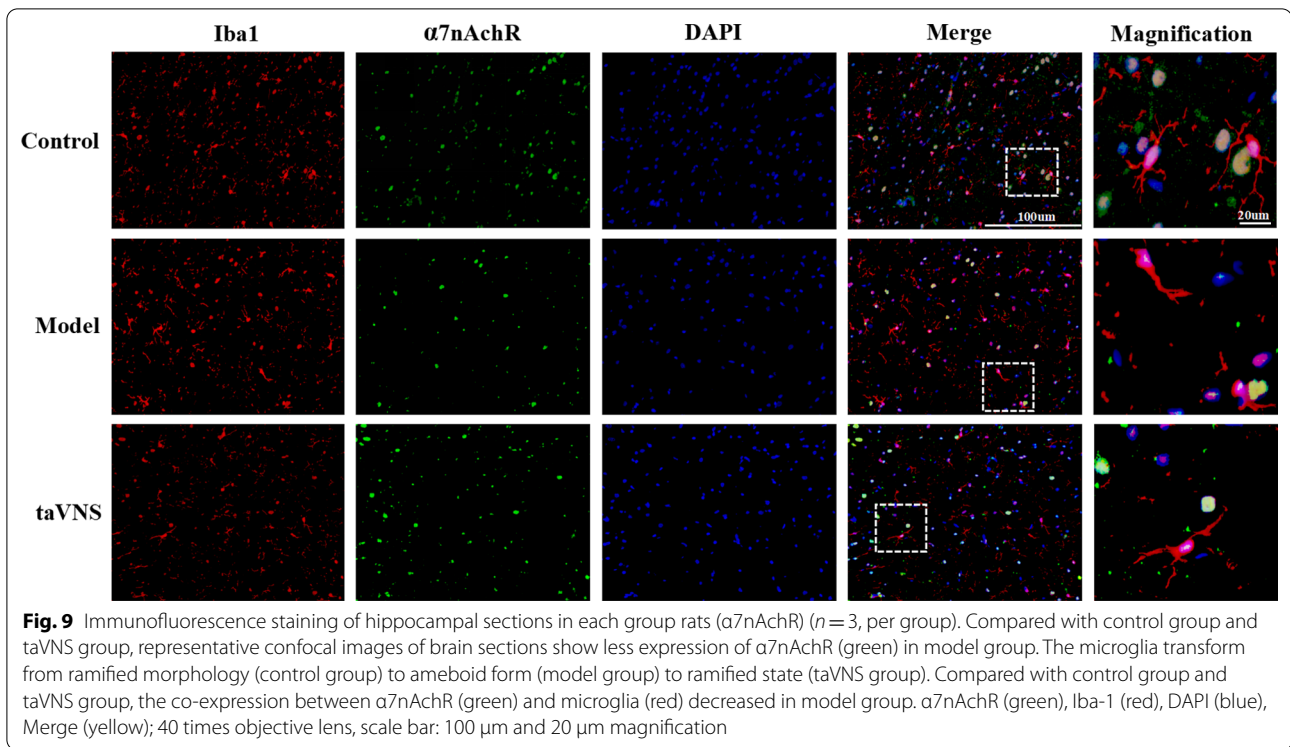 Iba1 α7nAchR DAPI Merge Magnification
Control
100um
20um
Model
taVNS
Fig. 9 Immunofluorescence staining of hippocampal sections in each group rats (α7nAchR) (n = 3, per group). Compared with control group and
taVNS group, representative confocal images of brain sections show less expression of α7nAchR (green) in model group. The microglia transform
from ramified morphology (control group) to ameboid form (model group) to ramified state (taVNS group). Compared with control group and
taVNS group, the co-expression between α7nAchR (green) and microglia (red) decreased in model group. α7nAchR (green), Iba-1 (red), DAPI (blue),
Merge (yellow); 40 times objective lens, scale bar: 100 μm and 20 μm magnification